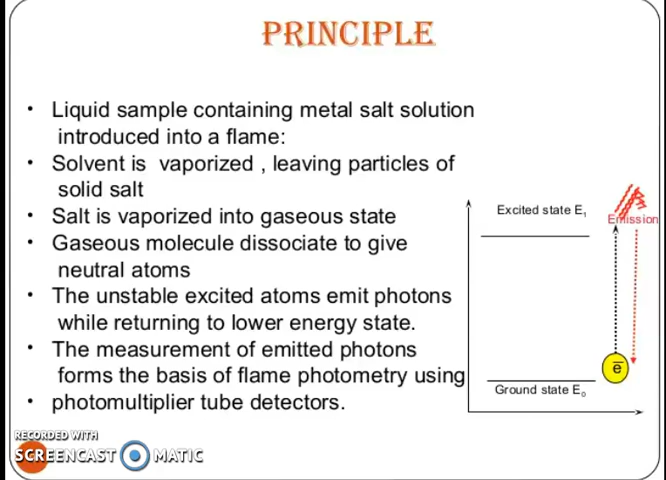 PRINCIPLE
• Liquid sample containing metal salt solution
introduced into a flame:
• Solvent is vaporized , leaving particles of
solid salt
• Salt is vaporized into gaseous state
• Gaseous molecule dissociate to give
neutral atoms
• The unstable excited atoms emit photons
while returning to lower energy state.
• The measurement of emitted photons
forms the basis of flame photometry using
• photomultiplier tube detectors.
Excited state E₁
Emission
e̅
Ground state E₀
RECORDED WITH
SCREENCAST MATIC